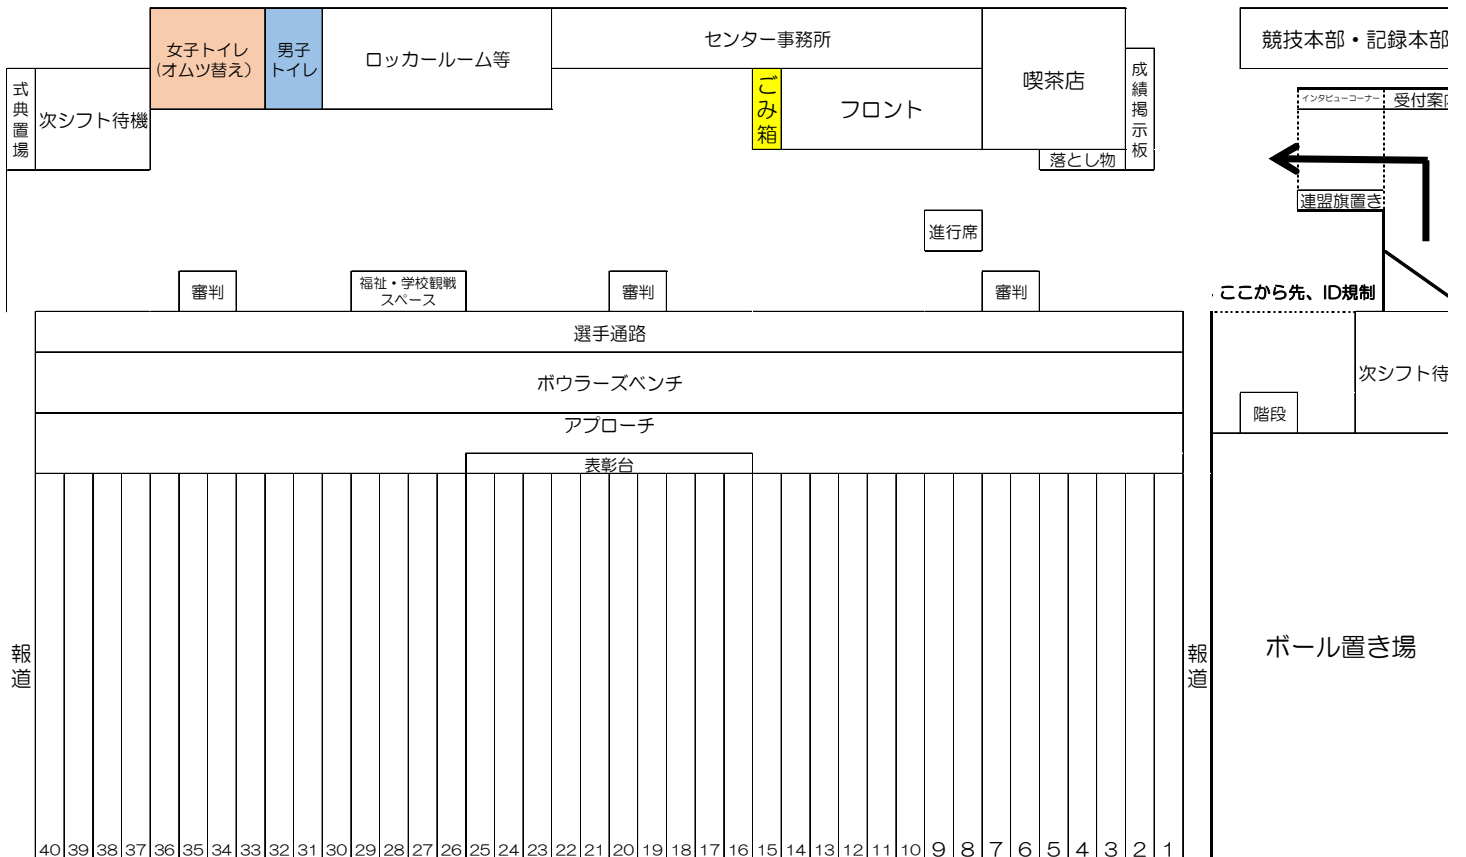 女子トイレ
(オムツ替え)
男子
トイレ
ロッカールーム等
センター事務所
競技本部・記録本部
式典置場
次シフト待機
ごみ箱
フロント
喫茶店
成績掲示板
インタビューコーナー
受付案内
落とし物
連盟旗置き
進行席
審判
福祉・学校観戦
スペース
審判
審判
ここから先、ID規制
選手通路
ボウラーズベンチ
次シフト待
階段
アプローチ
表彰台
報道
報道
ボール置き場
40 39 38 37 36 35 34 33 32 31 30 29 28 27 26 25 24 23 22 21 20 19 18 17 16 15 14 13 12 11 10 9 8 7 6 5 4 3 2 1